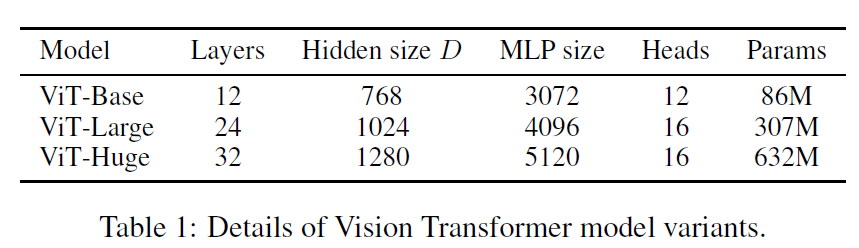 Model Layers Hidden size D MLP size Heads Params
ViT-Base 12 768 3072 12 86M
ViT-Large 24 1024 4096 16 307M
ViT-Huge 32 1280 5120 16 632M
Table 1: Details of Vision Transformer model variants.